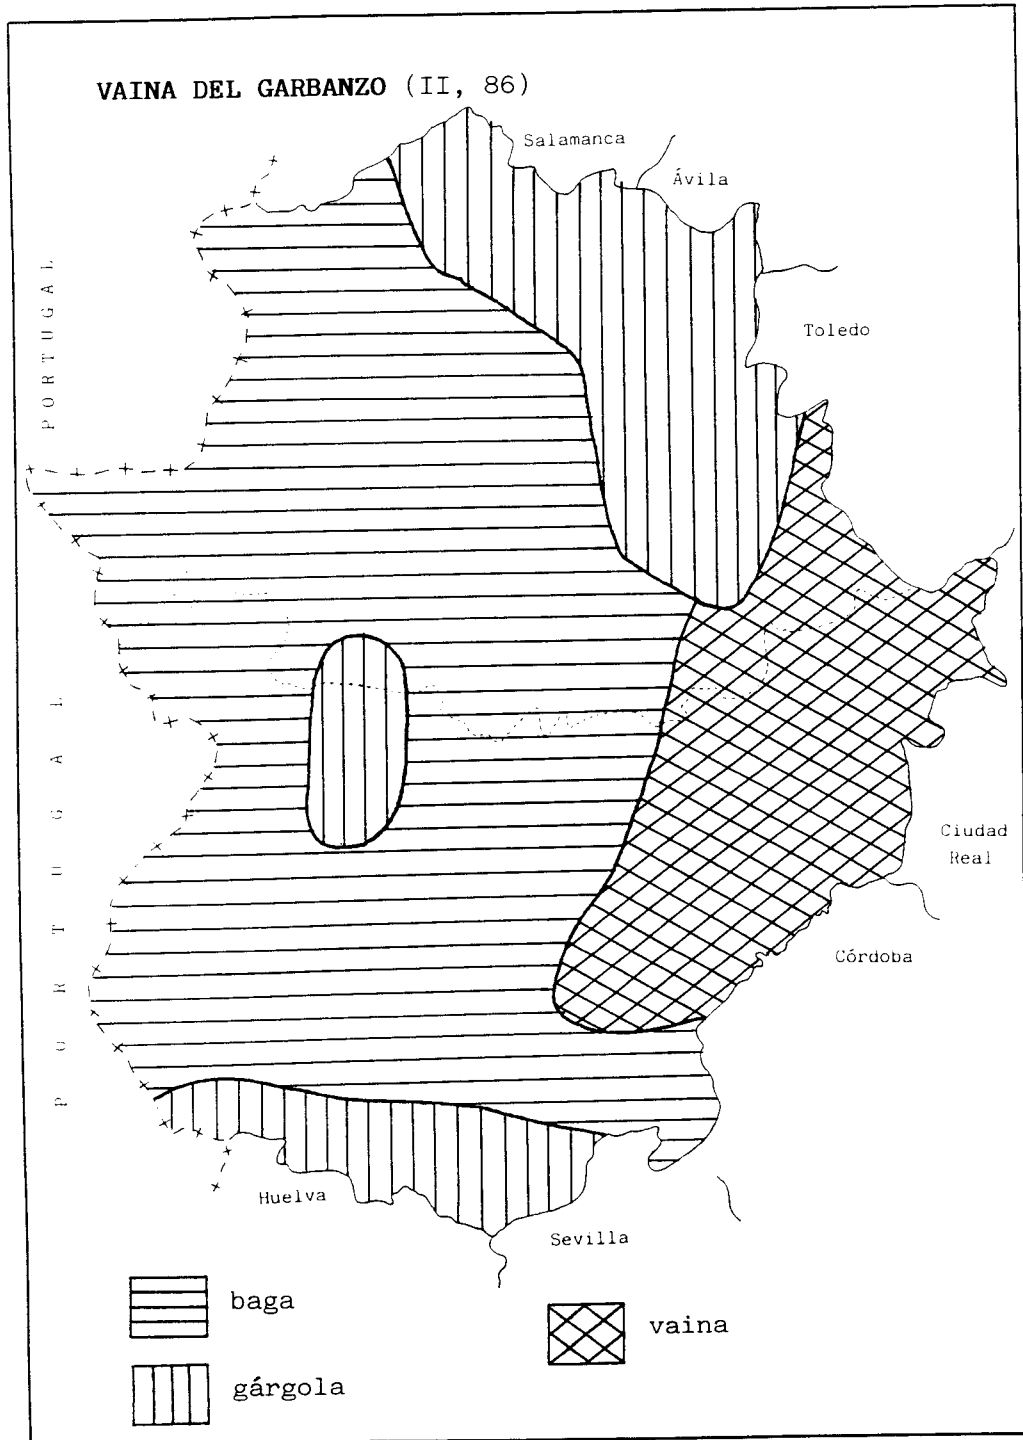 VAINA DEL GARBANZO (II, 86)
Salamanca
Ávila
PORTUGAL
Toledo
PORTUGAL
Ciudad
Real
Córdoba
Huelva
Sevilla
baga
vaina
gárgola